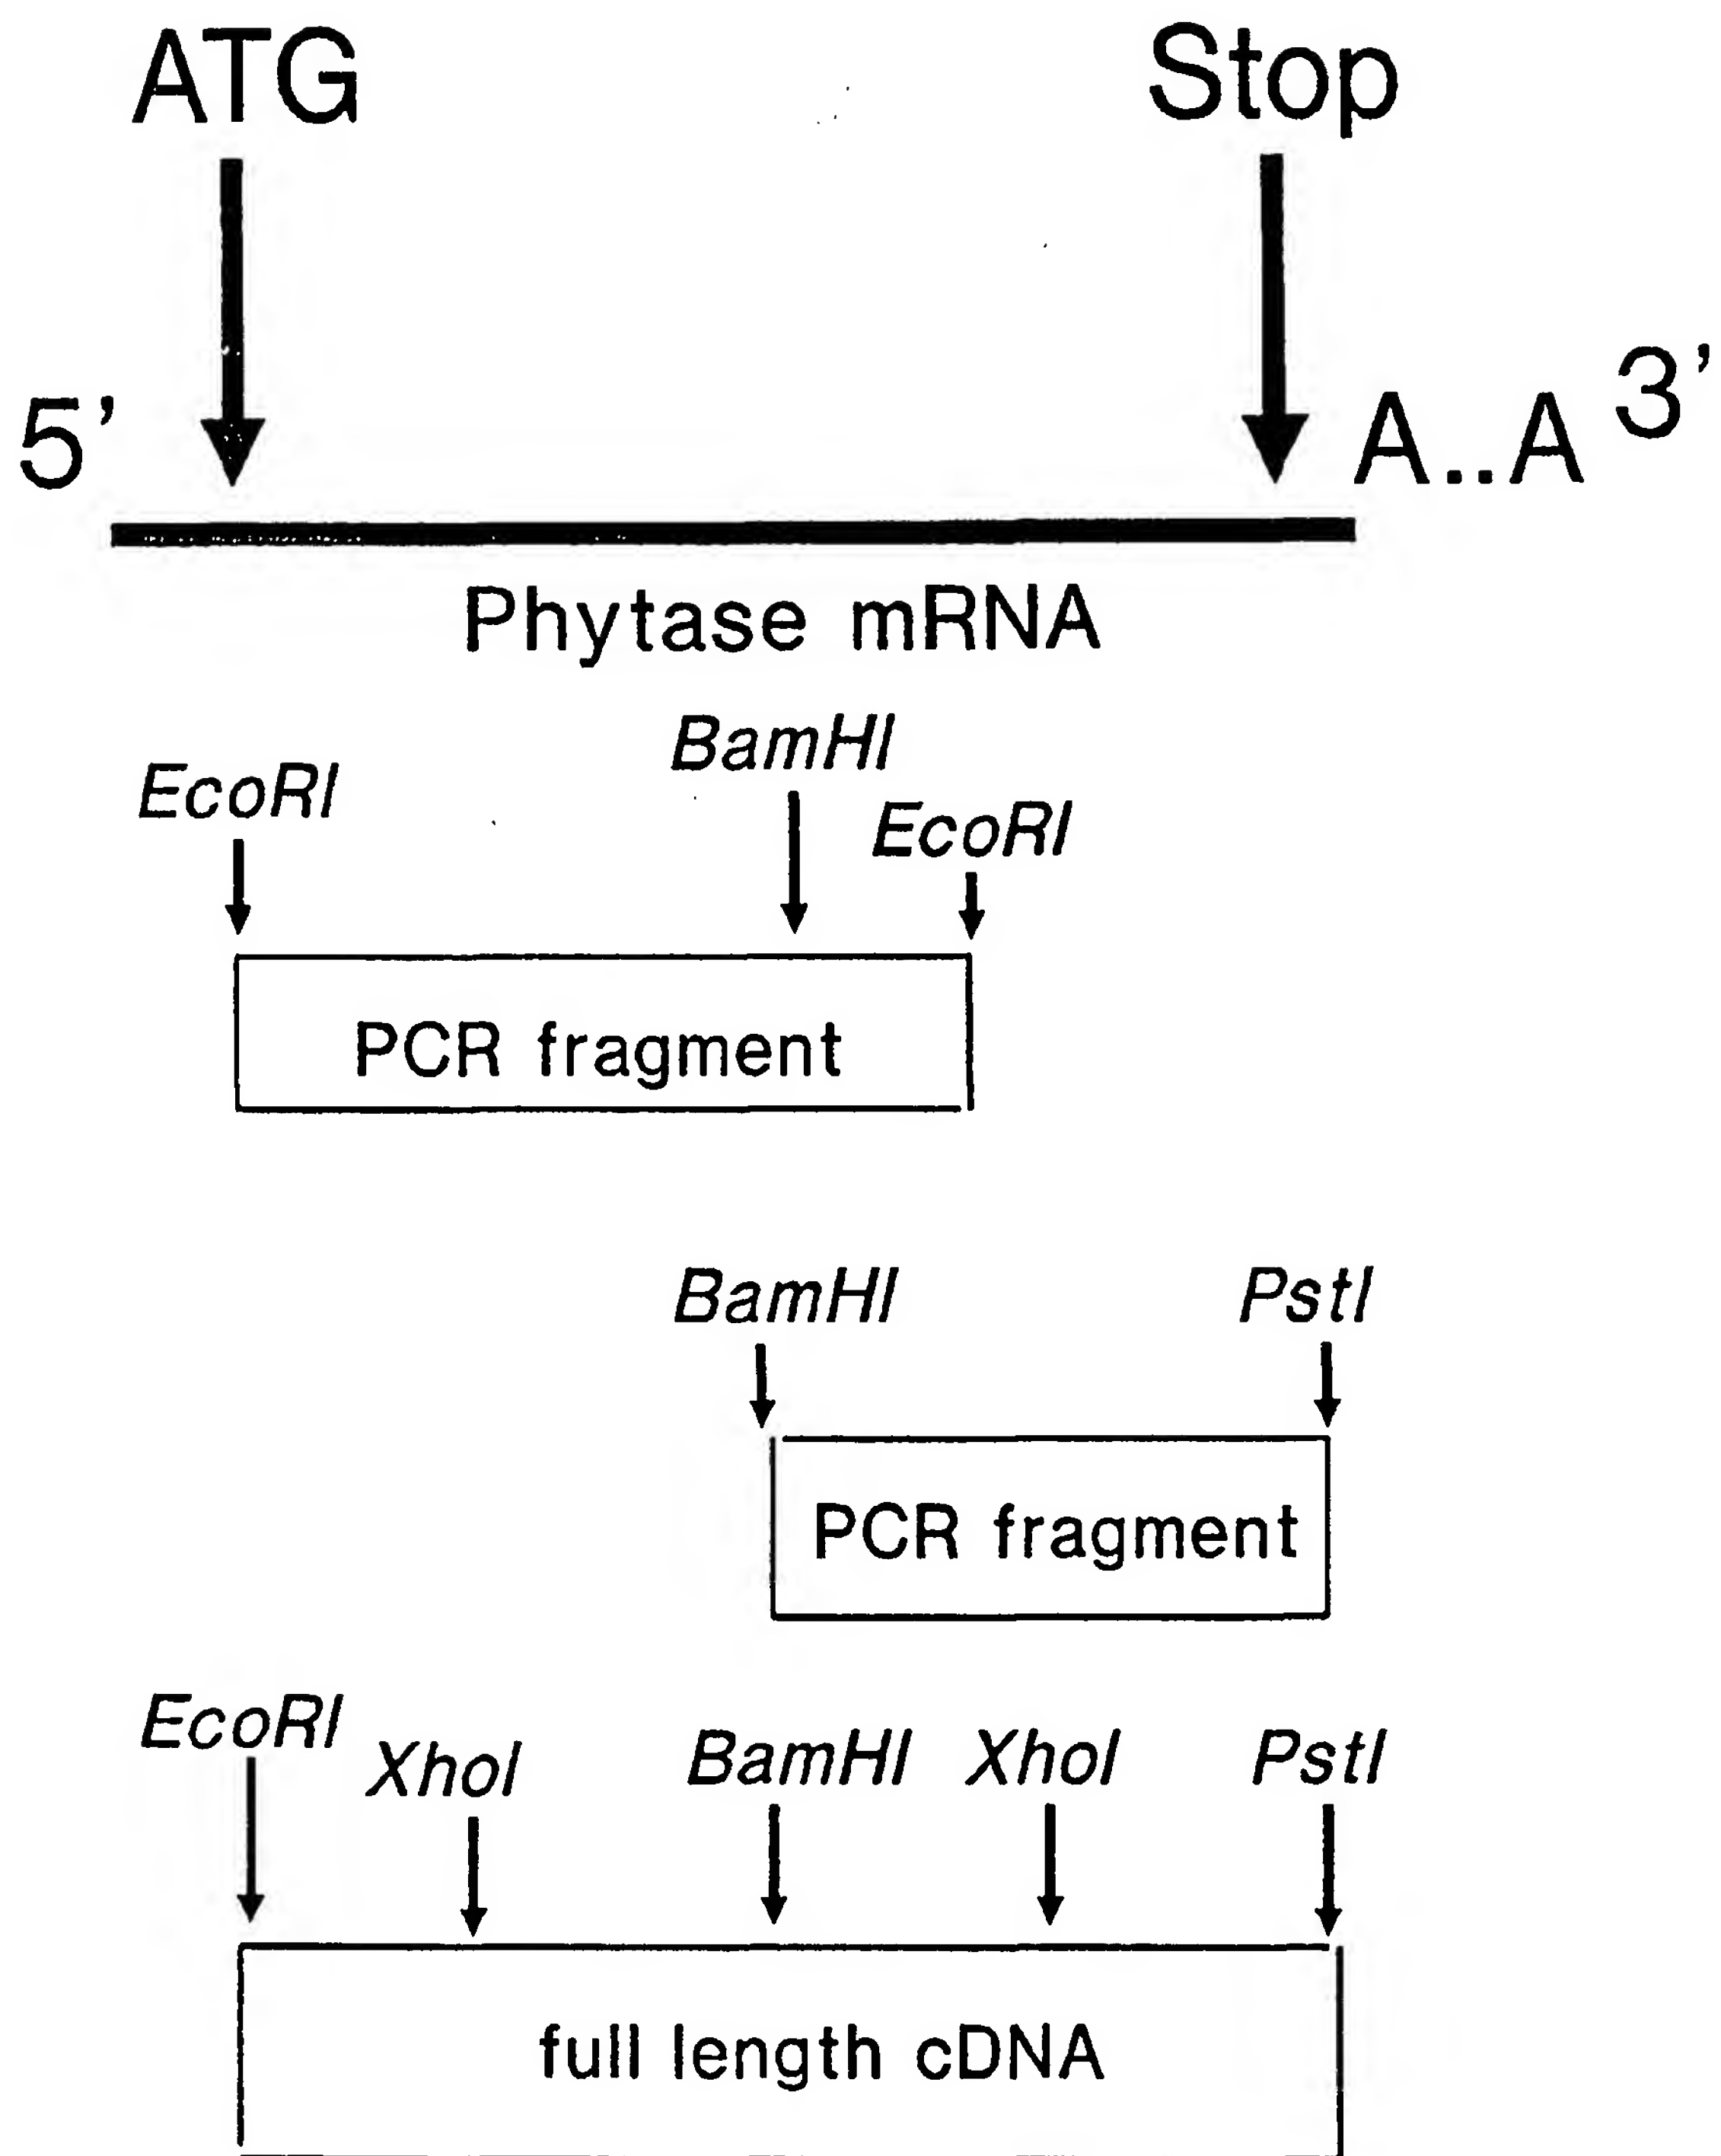 ATG Stop
5' A..A 3'
Phytase mRNA
BamHI
EcoRI
EcoRI
PCR fragment
BamHI PstI
PCR fragment
EcoRI XhoI BamHI XhoI PstI
full length cDNA